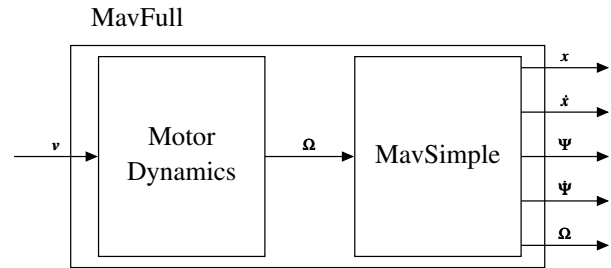 MavFull
x
ẋ
Motor
Dynamics
MavSimple
v
Ω
Ψ
Ψ̇
Ω